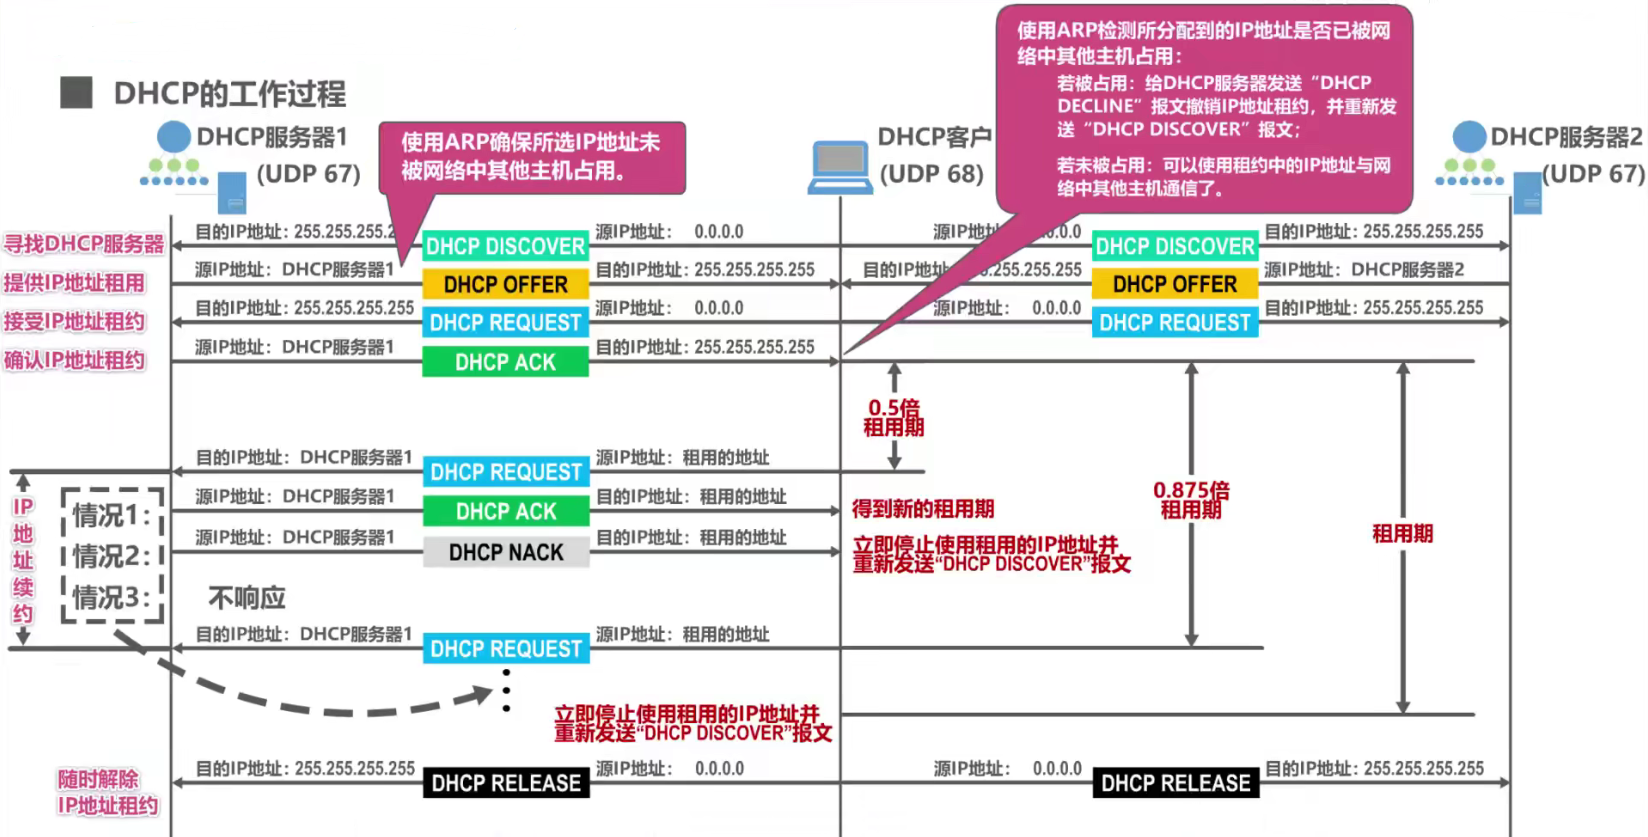 使用ARP检测所分配到的IP地址是否已被网
络中其他主机占用：
若被占用：给DHCP服务器发送“DHCP
DECLINE”报文撤销IP地址租约，并重新发
送“DHCP DISCOVER”报文；
若未被占用：可以使用租约中的IP地址与网
络中其他主机通信了。
DHCP的工作过程
DHCP服务器1
(UDP 67)
使用ARP确保所选IP地址未
被网络中其他主机占用。
DHCP客户
(UDP 68)
DHCP服务器2
(UDP 67)
寻找DHCP服务器
目的IP地址：255.255.255.2
DHCP DISCOVER
源IP地址： 0.0.0.0
源IP地址： .0.0
DHCP DISCOVER
目的IP地址：255.255.255.255
提供IP地址租用
源IP地址：DHCP服务器1
DHCP OFFER
目的IP地址：255.255.255.255
目的IP地址 5.255.255.255
DHCP OFFER
源IP地址：DHCP服务器2
接受IP地址租约
目的IP地址：255.255.255.255
DHCP REQUEST
源IP地址： 0.0.0.0
源IP地址： 0.0.0.0
DHCP REQUEST
目的IP地址：255.255.255.255
确认IP地址租约
源IP地址：DHCP服务器1
DHCP ACK
目的IP地址：255.255.255.255
0.5倍
租用期
0.875倍
租用期
租用期
目的IP地址：DHCP服务器1
DHCP REQUEST
源IP地址：租用的地址
IP
地
址
续
约
情况1：
源IP地址：DHCP服务器1
DHCP ACK
目的IP地址：租用的地址
得到新的租用期
情况2：
源IP地址：DHCP服务器1
DHCP NACK
目的IP地址：租用的地址
立即停止使用租用的IP地址并
重新发送“DHCP DISCOVER”报文
情况3：
不响应
目的IP地址：DHCP服务器1
DHCP REQUEST
源IP地址：租用的地址
立即停止使用租用的IP地址并
重新发送“DHCP DISCOVER”报文
随时解除
IP地址租约
目的IP地址：255.255.255.255
DHCP RELEASE
源IP地址： 0.0.0.0
源IP地址： 0.0.0.0
DHCP RELEASE
目的IP地址：255.255.255.255